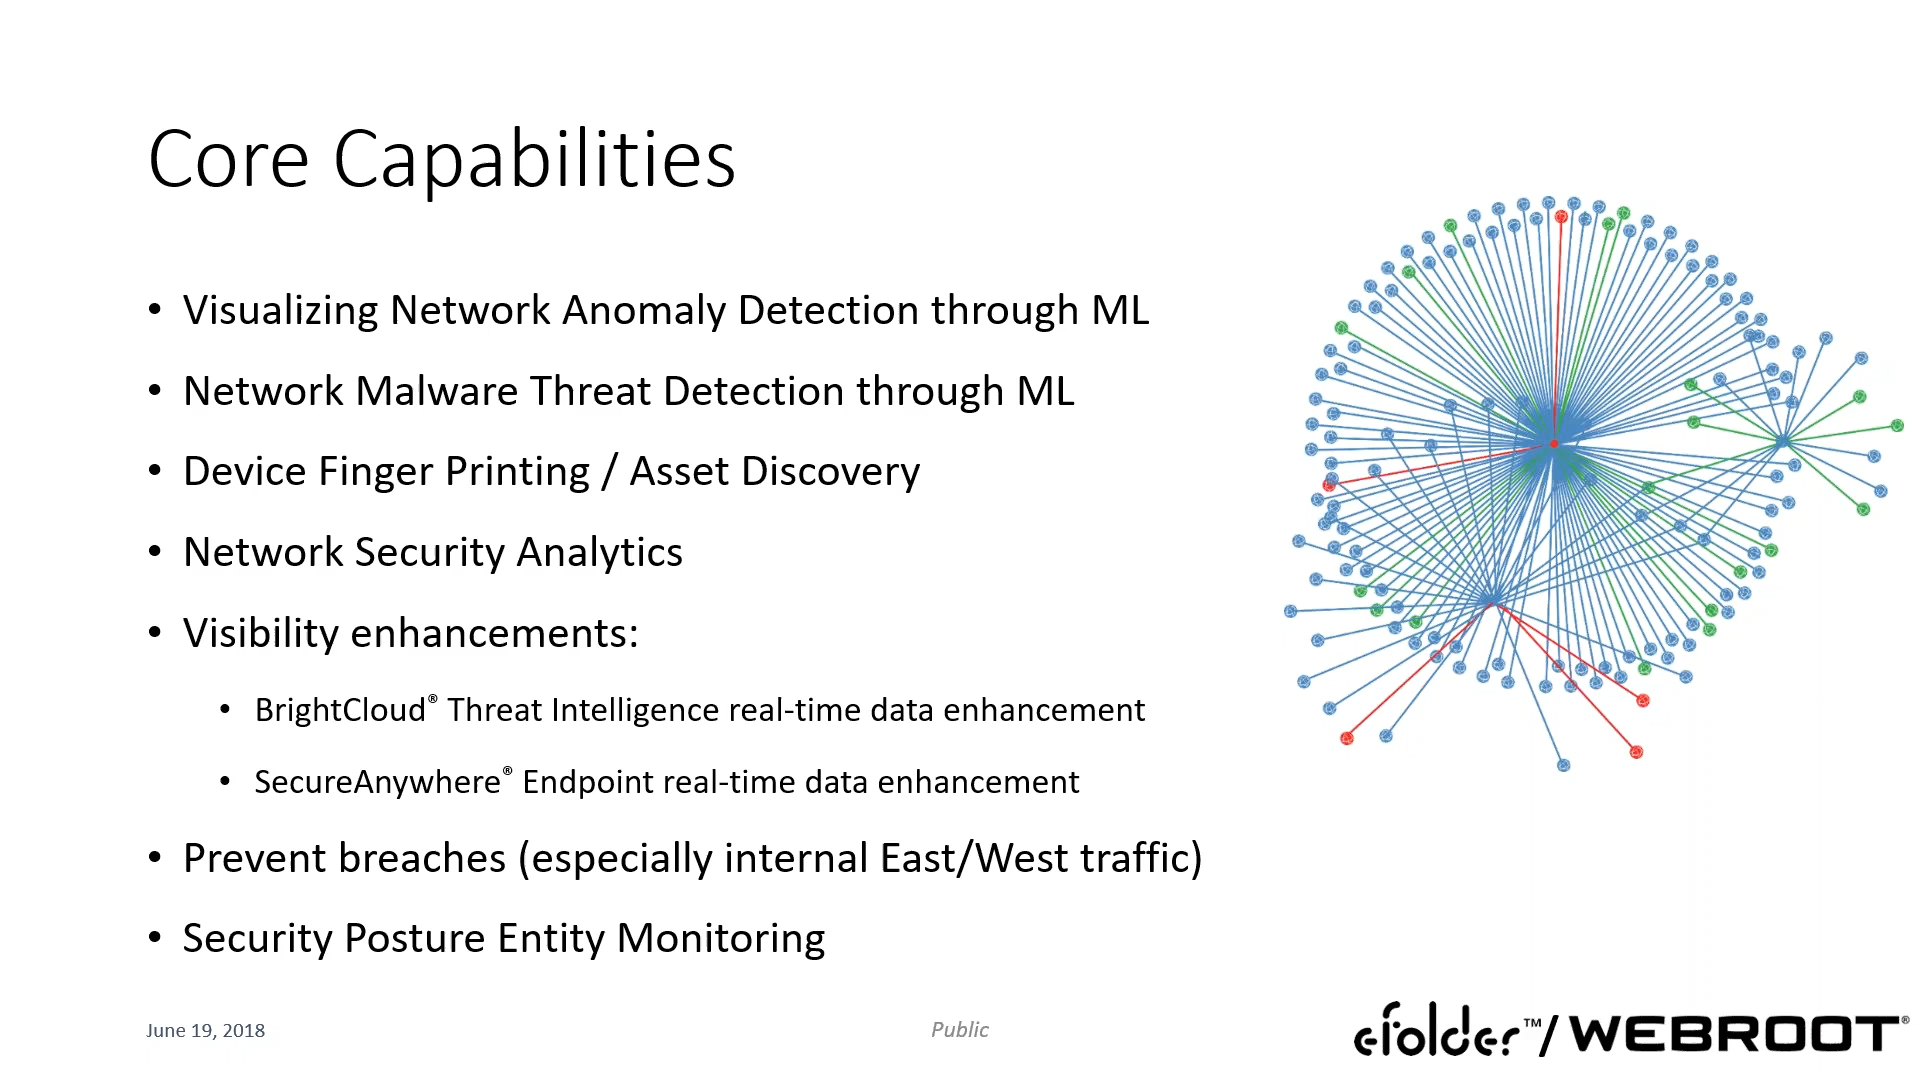 Core Capabilities
• Visualizing Network Anomaly Detection through ML
• Network Malware Threat Detection through ML
• Device Finger Printing / Asset Discovery
• Network Security Analytics
• Visibility enhancements:
• BrightCloud® Threat Intelligence real-time data enhancement
• SecureAnywhere® Endpoint real-time data enhancement
• Prevent breaches (especially internal East/West traffic)
• Security Posture Entity Monitoring
June 19, 2018
Public
efolder™/WEBROOT®